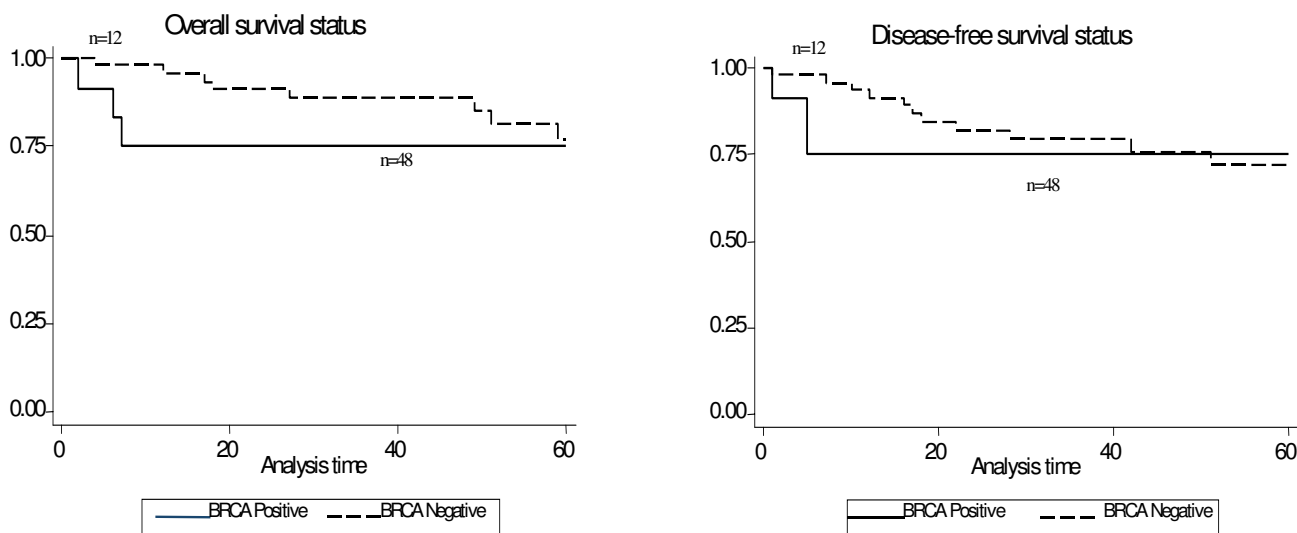 Overall survival status
n=12
1.00
0.75
n=48
0.50
0.25
0.00
0 20 40 60
Analysis time
BRCA Positive BRCA Negative
Disease-free survival status
n=12
1.00
0.75
n=48
0.50
0.25
0.00
0 20 40 60
Analysis time
BRCA Positive BRCA Negative